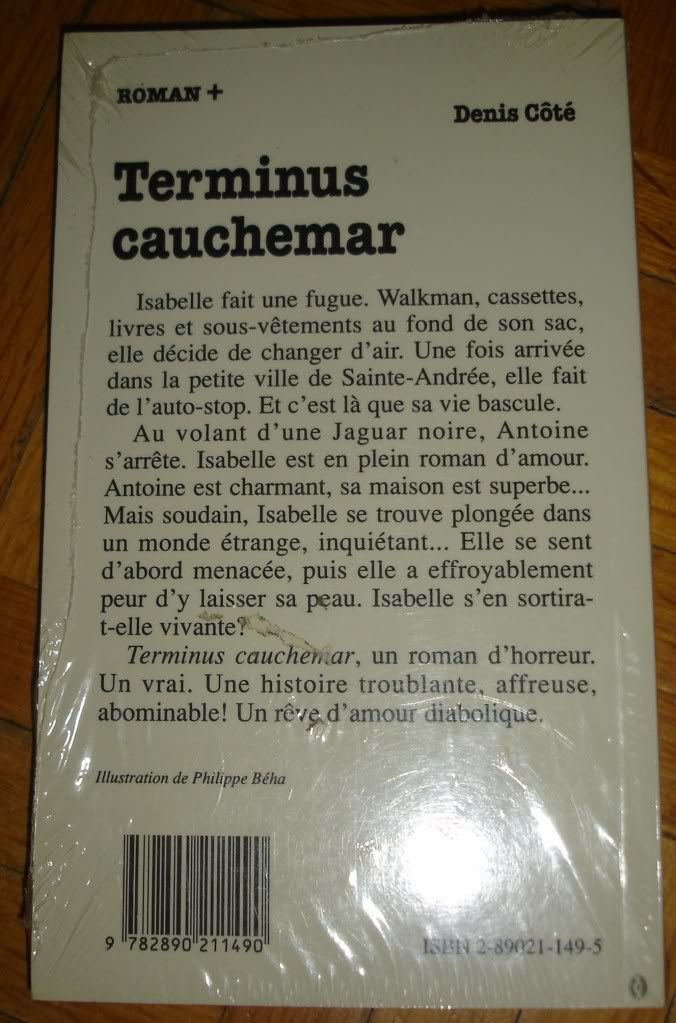 ROMAN +
Denis Côté
Terminus
cauchemar
Isabelle fait une fugue. Walkman, cassettes,
livres et sous-vêtements au fond de son sac,
elle décide de changer d'air. Une fois arrivée
dans la petite ville de Sainte-Andrée, elle fait
de l'auto-stop. Et c'est là que sa vie bascule.
Au volant d'une Jaguar noire, Antoine
s'arrête. Isabelle est en plein roman d'amour.
Antoine est charmant, sa maison est superbe...
Mais soudain, Isabelle se trouve plongée dans
un monde étrange, inquiétant... Elle se sent
d'abord menacée, puis elle a effroyablement
peur d'y laisser sa peau. Isabelle s'en sortira-
t-elle vivante?
Terminus cauchemar, un roman d'horreur.
Un vrai. Une histoire troublante, affreuse,
abominable! Un rêve d'amour diabolique.
Illustration de Philippe Béha
9 782890 211490
ISBN 2-89021-149-5